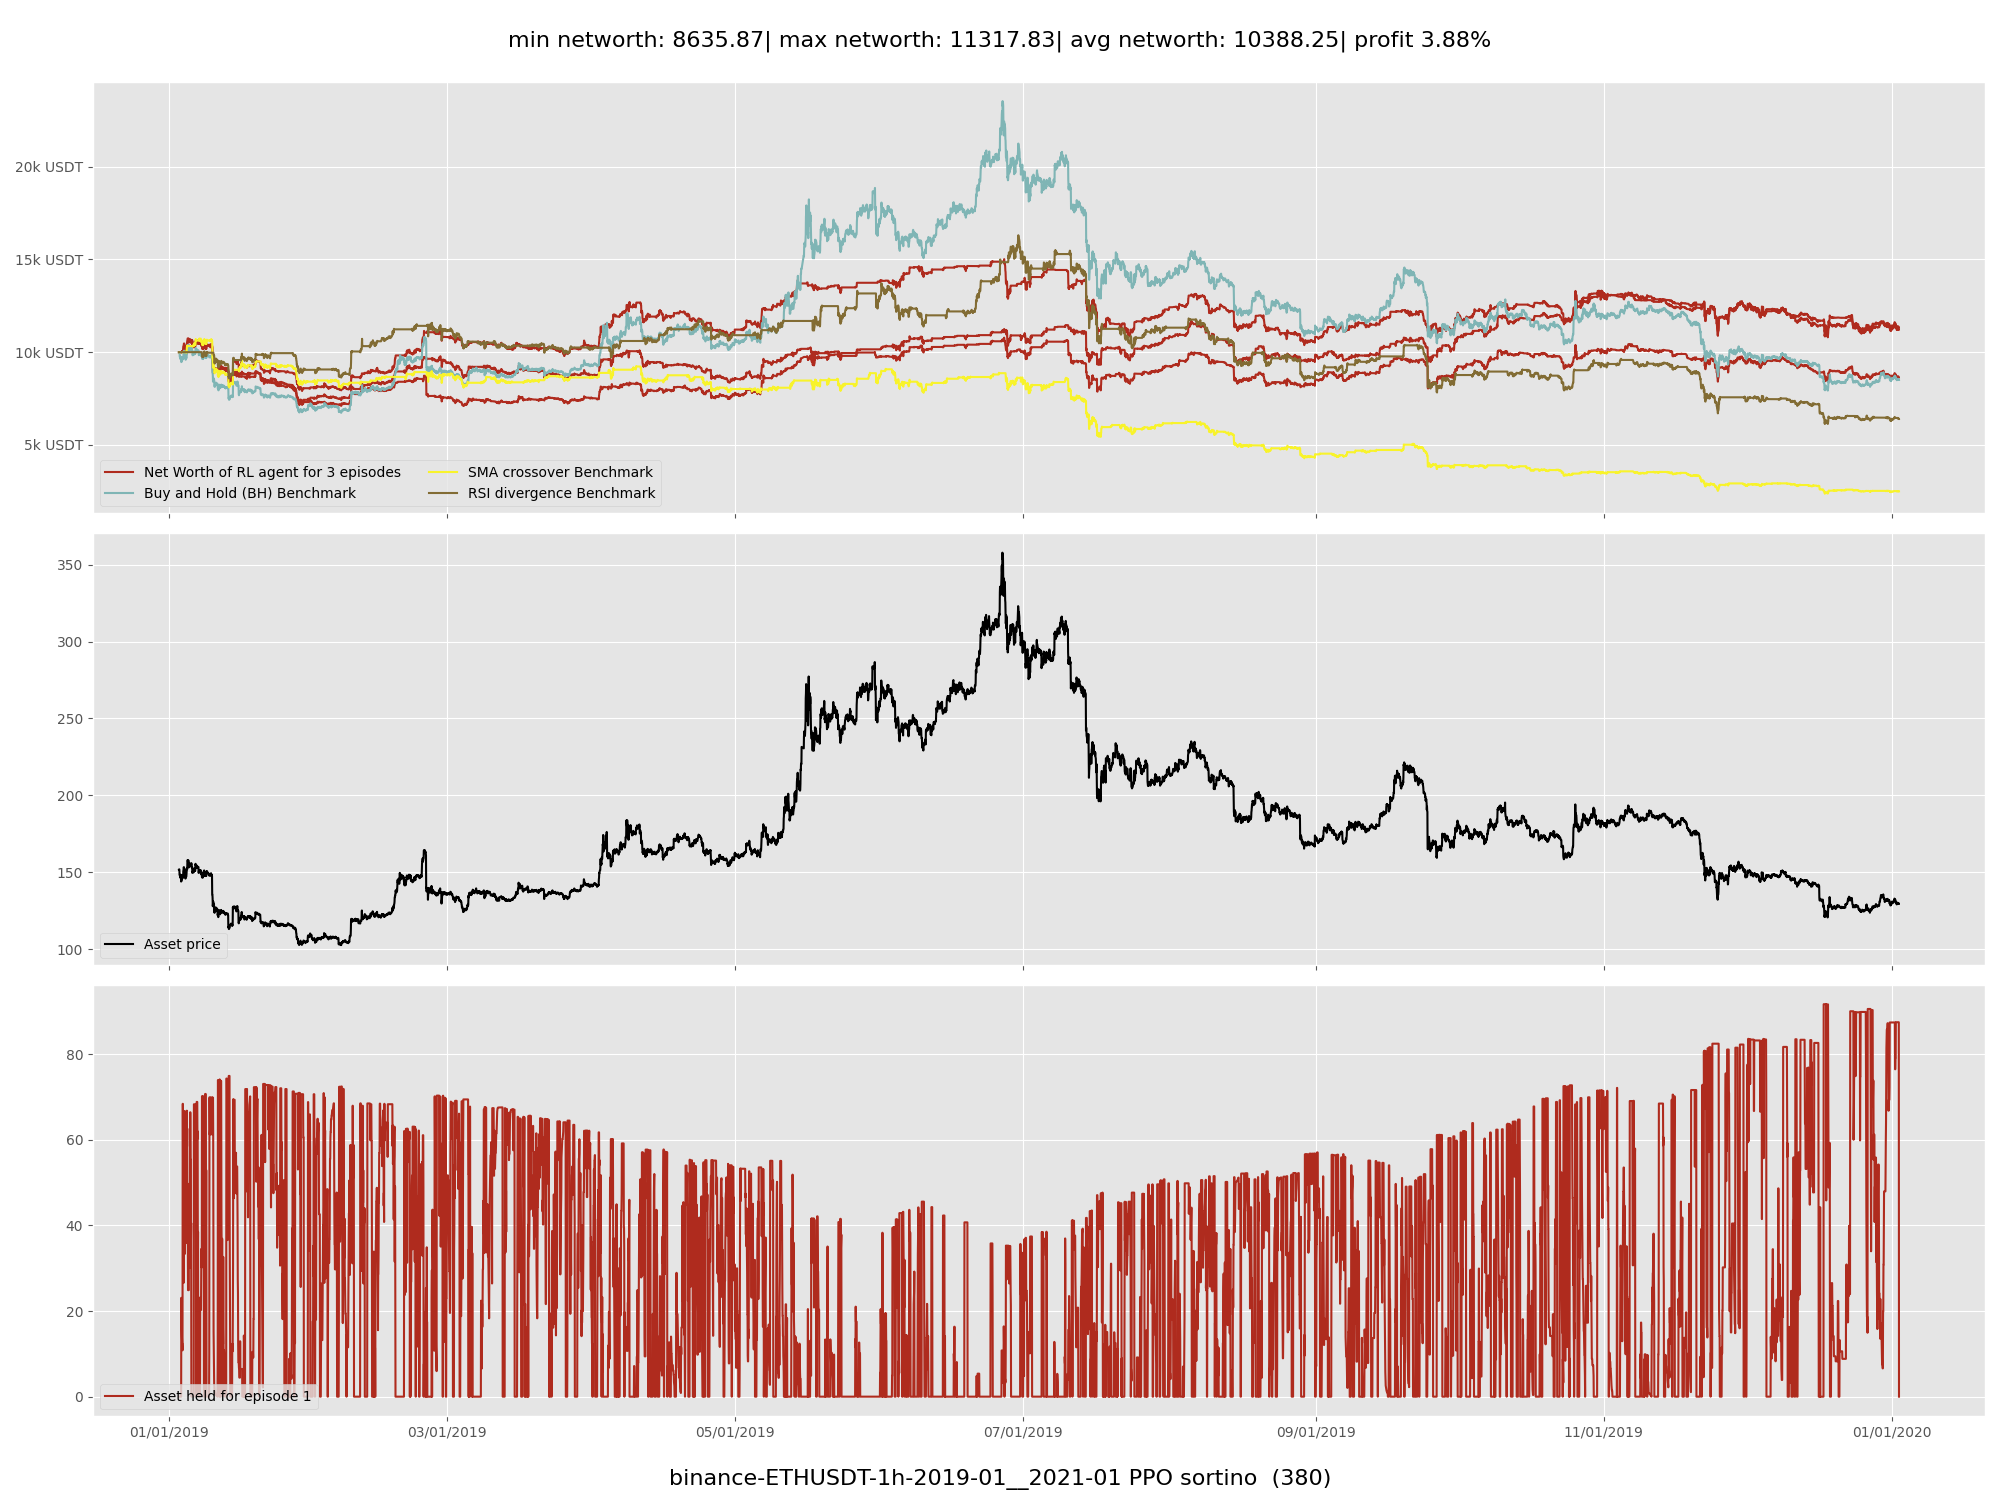 min networth: 8635.87| max networth: 11317.83| avg networth: 10388.25| profit 3.88%
20k USDT
15k USDT
10k USDT
5k USDT
Net Worth of RL agent for 3 episodes
Buy and Hold (BH) Benchmark
SMA crossover Benchmark
RSI divergence Benchmark
350
300
250
200
150
100
Asset price
80
60
40
20
0
Asset held for episode 1
01/01/2019 03/01/2019 05/01/2019 07/01/2019 09/01/2019 11/01/2019 01/01/2020
binance-ETHUSDT-1h-2019-01__2021-01 PPO sortino  (380)